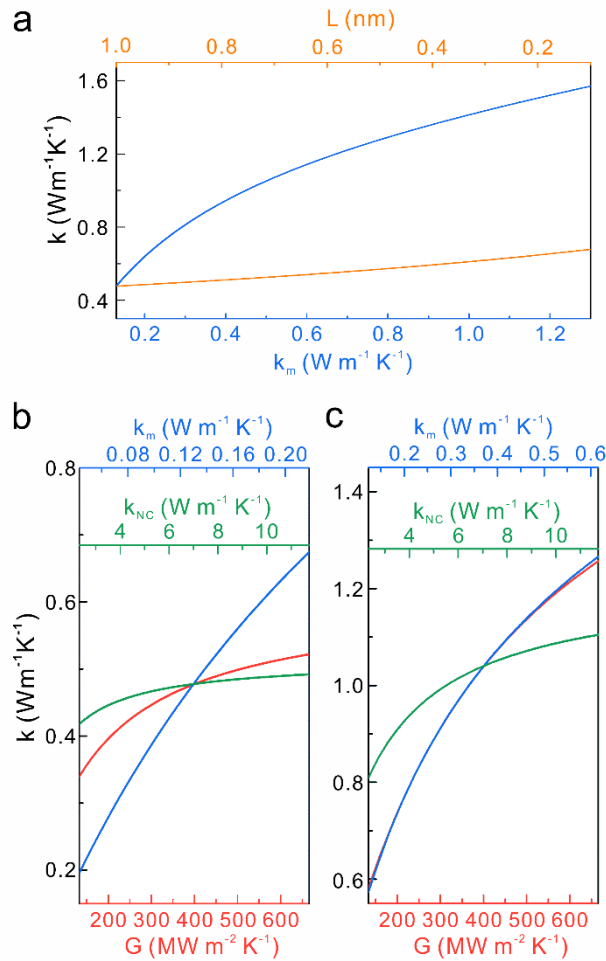 a
L (nm)
1.0 0.8 0.6 0.4 0.2
k (Wm⁻¹K⁻¹)
1.6
1.2
0.8
0.4
0.2 0.4 0.6 0.8 1.0 1.2
kₘ (W m⁻¹ K⁻¹)
b
kₘ (W m⁻¹ K⁻¹)
0.08 0.12 0.16 0.20
k_NC (W m⁻¹ K⁻¹)
4 6 8 10
k (Wm⁻¹K⁻¹)
0.8
0.6
0.4
0.2
200 300 400 500 600
G (MW m⁻² K⁻¹)
c
kₘ (W m⁻¹ K⁻¹)
0.2 0.3 0.4 0.5 0.6
k_NC (W m⁻¹ K⁻¹)
4 6 8 10
1.4
1.2
1.0
0.8
0.6
200 300 400 500 600
G (MW m⁻² K⁻¹)